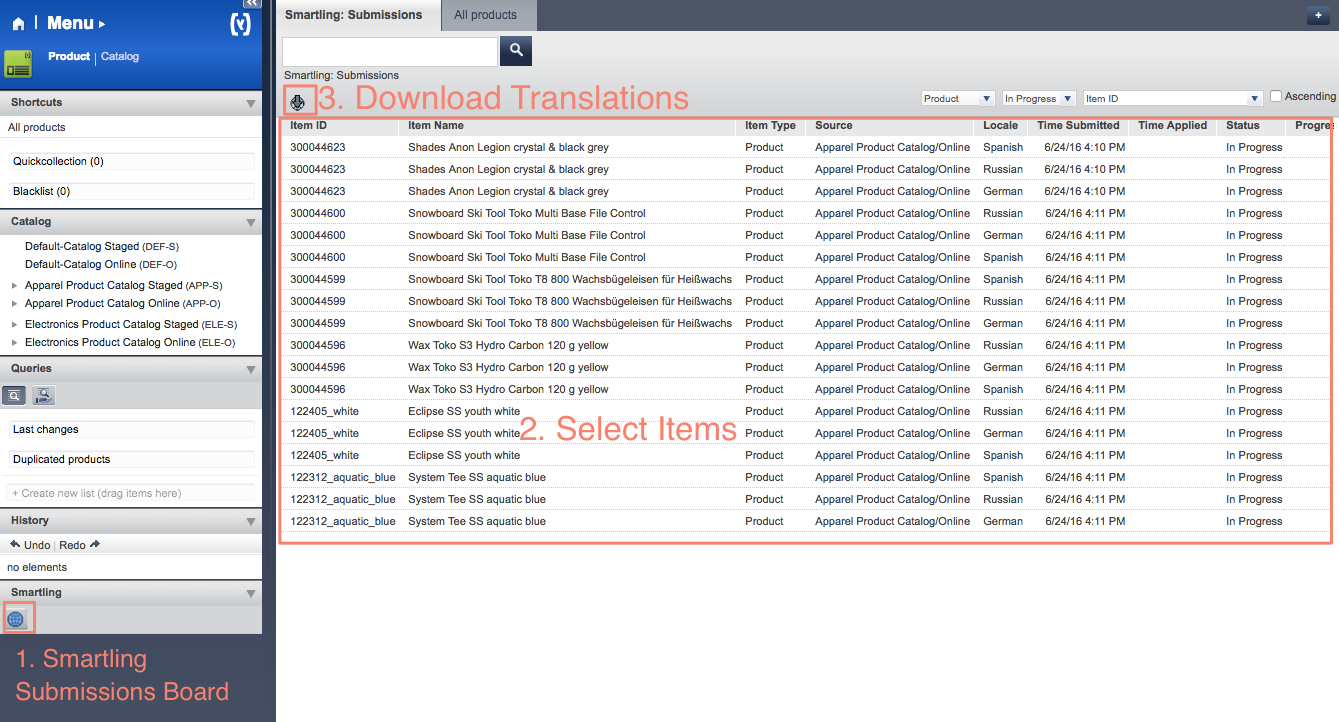 Menu
Product | Catalog
Shortcuts
All products
Quickcollection (0)
Blacklist (0)
Catalog
Default-Catalog Staged (DEF-S)
Default-Catalog Online (DEF-O)
Apparel Product Catalog Staged (APP-S)
Apparel Product Catalog Online (APP-O)
Electronics Product Catalog Staged (ELE-S)
Electronics Product Catalog Online (ELE-O)
Queries
Last changes
Duplicated products
+ Create new list (drag items here)
History
Undo | Redo
no elements
Smartling
1. Smartling
Submissions Board
Smartling: Submissions All products
Smartling: Submissions
3. Download Translations
Product In Progress Item ID Ascending
Item ID Item Name Item Type Source Locale Time Submitted Time Applied Status Progre
300044623 Shades Anon Legion crystal & black grey Product Apparel Product Catalog/Online Spanish 6/24/16 4:10 PM In Progress
300044623 Shades Anon Legion crystal & black grey Product Apparel Product Catalog/Online Russian 6/24/16 4:10 PM In Progress
300044623 Shades Anon Legion crystal & black grey Product Apparel Product Catalog/Online German 6/24/16 4:10 PM In Progress
300044600 Snowboard Ski Tool Toko Multi Base File Control Product Apparel Product Catalog/Online Russian 6/24/16 4:11 PM In Progress
300044600 Snowboard Ski Tool Toko Multi Base File Control Product Apparel Product Catalog/Online German 6/24/16 4:11 PM In Progress
300044600 Snowboard Ski Tool Toko Multi Base File Control Product Apparel Product Catalog/Online Spanish 6/24/16 4:11 PM In Progress
300044599 Snowboard Ski Tool Toko T8 800 Wachsbügeleisen für Heißwachs Product Apparel Product Catalog/Online Spanish 6/24/16 4:11 PM In Progress
300044599 Snowboard Ski Tool Toko T8 800 Wachsbügeleisen für Heißwachs Product Apparel Product Catalog/Online Russian 6/24/16 4:11 PM In Progress
300044599 Snowboard Ski Tool Toko T8 800 Wachsbügeleisen für Heißwachs Product Apparel Product Catalog/Online German 6/24/16 4:11 PM In Progress
300044596 Wax Toko S3 Hydro Carbon 120 g yellow Product Apparel Product Catalog/Online Russian 6/24/16 4:11 PM In Progress
300044596 Wax Toko S3 Hydro Carbon 120 g yellow Product Apparel Product Catalog/Online German 6/24/16 4:11 PM In Progress
300044596 Wax Toko S3 Hydro Carbon 120 g yellow Product Apparel Product Catalog/Online Spanish 6/24/16 4:11 PM In Progress
122405_white Eclipse SS youth white Product Apparel Product Catalog/Online Russian 6/24/16 4:11 PM In Progress
122405_white Eclipse SS youth white Product Apparel Product Catalog/Online German 6/24/16 4:11 PM In Progress
2. Select Items
122405_white Eclipse SS youth white Product Apparel Product Catalog/Online Spanish 6/24/16 4:11 PM In Progress
122312_aquatic_blue System Tee SS aquatic blue Product Apparel Product Catalog/Online Spanish 6/24/16 4:11 PM In Progress
122312_aquatic_blue System Tee SS aquatic blue Product Apparel Product Catalog/Online Russian 6/24/16 4:11 PM In Progress
122312_aquatic_blue System Tee SS aquatic blue Product Apparel Product Catalog/Online German 6/24/16 4:11 PM In Progress